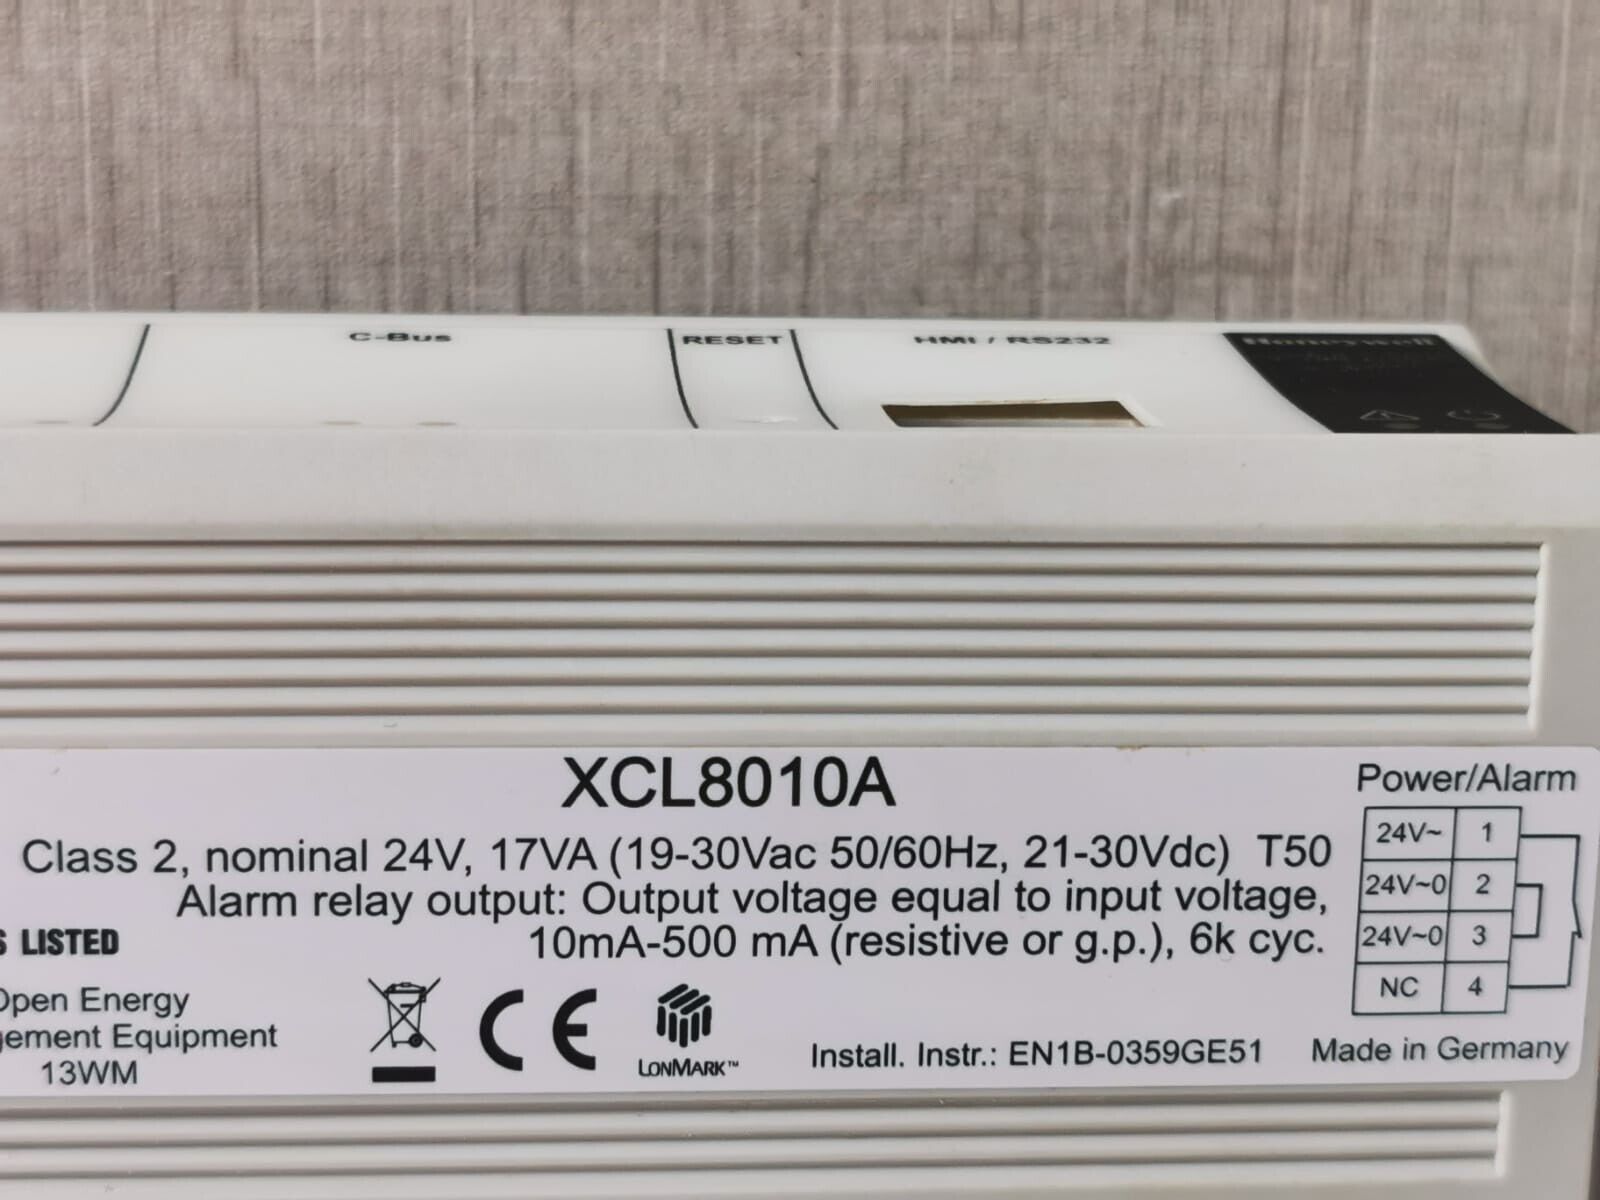 C-Bus
RESET
HMI / RS232
Honeywell
XCL8010A
Class 2, nominal 24V, 17VA (19-30Vac 50/60Hz, 21-30Vdc) T50
Alarm relay output: Output voltage equal to input voltage,
10mA-500 mA (resistive or g.p.), 6k cyc.
LISTED
Open Energy
Equipment
13WM
CE
LONMARK™
Install. Instr.: EN1B-0359GE51
Made in Germany
Power/Alarm
24V~ 1
24V~0 2
24V~0 3
NC 4